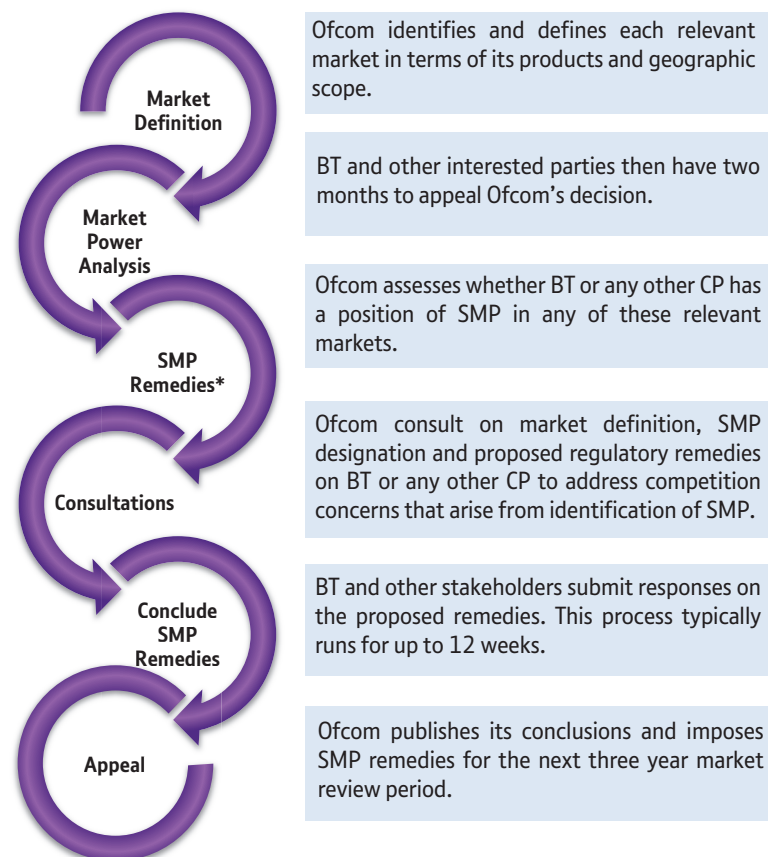 Market
Definition
Ofcom identifies and defines each relevant
market in terms of its products and geographic
scope.
Market
Power
Analysis
BT and other interested parties then have two
months to appeal Ofcom's decision.
SMP
Remedies*
Ofcom assesses whether BT or any other CP has
a position of SMP in any of these relevant
markets.
Consultations
Ofcom consult on market definition, SMP
designation and proposed regulatory remedies
on BT or any other CP to address competition
concerns that arise from identification of SMP.
Conclude
SMP
Remedies
BT and other stakeholders submit responses on
the proposed remedies. This process typically
runs for up to 12 weeks.
Appeal
Ofcom publishes its conclusions and imposes
SMP remedies for the next three year market
review period.